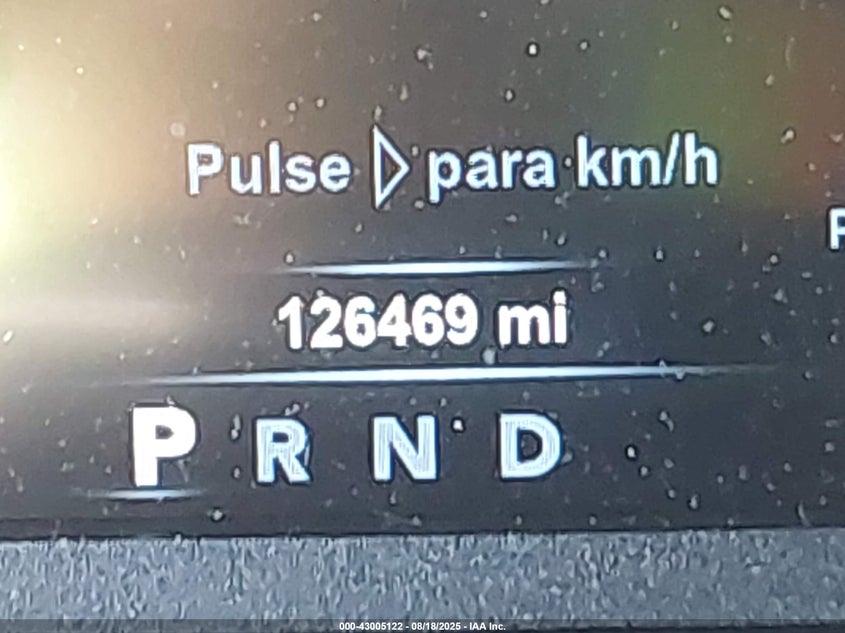 Pulse ▷ para km/h
P
126469 mi
P R N D
000-43005122 - 08/18/2025 - IAA Inc.